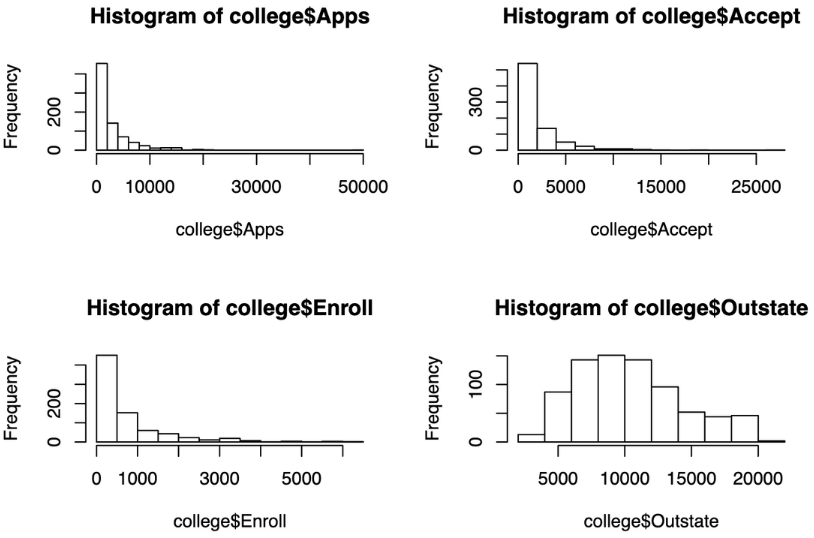 Histogram of college$Apps
Frequency
0 200
0 10000 30000 50000
college$Apps
Histogram of college$Accept
Frequency
0 300
0 5000 15000 25000
college$Accept
Histogram of college$Enroll
Frequency
0 200
0 1000 3000 5000
college$Enroll
Histogram of college$Outstate
Frequency
0 100
5000 10000 15000 20000
college$Outstate